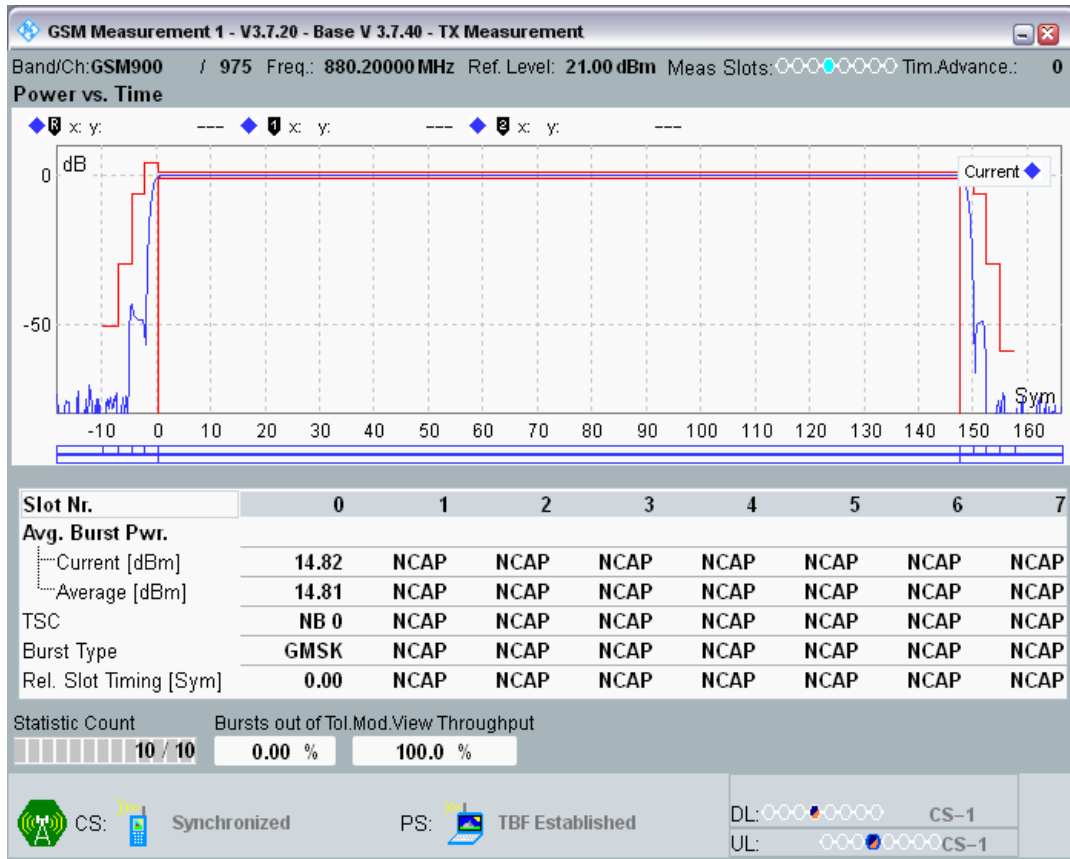 GSM Measurement 1 - V3.7.20 - Base V 3.7.40 - TX Measurement
Band/Ch:GSM900 / 975 Freq.: 880.20000 MHz Ref. Level: 21.00 dBm Meas Slots: Tim.Advance.: 0
Power vs. Time
R x: y: --- 1 x: y: --- 2 x: y: ---
dB
Current
0
-50
Sym
-10 0 10 20 30 40 50 60 70 80 90 100 110 120 130 140 150 160
Slot Nr. 0 1 2 3 4 5 6 7
Avg. Burst Pwr.
Current [dBm] 14.82 NCAP NCAP NCAP NCAP NCAP NCAP NCAP
Average [dBm] 14.81 NCAP NCAP NCAP NCAP NCAP NCAP NCAP
TSC NB 0 NCAP NCAP NCAP NCAP NCAP NCAP NCAP
Burst Type GMSK NCAP NCAP NCAP NCAP NCAP NCAP NCAP
Rel. Slot Timing [Sym] 0.00 NCAP NCAP NCAP NCAP NCAP NCAP NCAP
Statistic Count Bursts out of Tol. Mod.View Throughput
10 / 10 0.00 % 100.0 %
CS: Synchronized PS: TBF Established
DL: CS-1
UL: CS-1